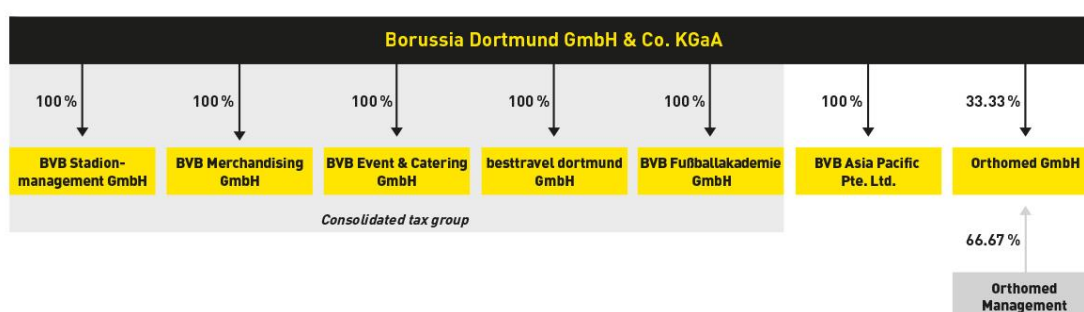 Borussia Dortmund GmbH & Co. KGaA
100 %
100 %
100 %
100 %
100 %
100 %
33.33 %
BVB Stadion-
management GmbH
BVB Merchandising
GmbH
BVB Event & Catering
GmbH
besttravel dortmund
GmbH
BVB Fußballakademie
GmbH
BVB Asia Pacific
Pte. Ltd.
Orthomed GmbH
Consolidated tax group
66.67 %
Orthomed
Management